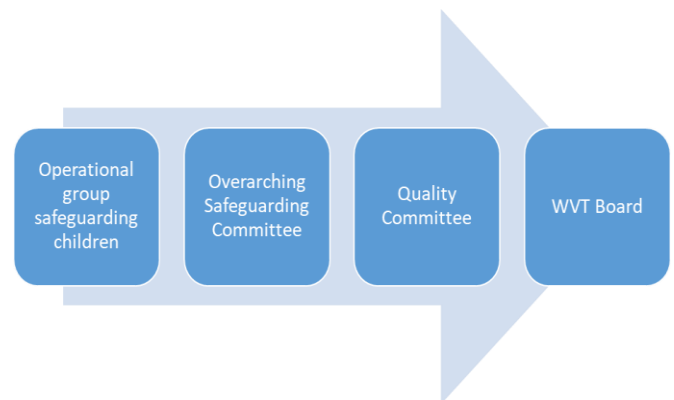 Operational
group
safeguarding
children
Overarching
Safeguarding
Committee
Quality
Committee
WVT Board